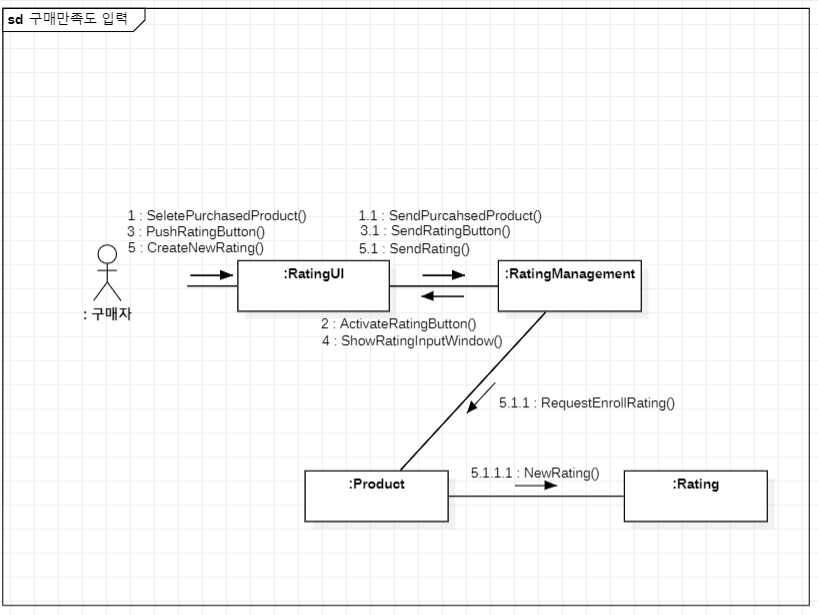 sd 구매만족도 입력
1 : SeletePurchasedProduct()
3 : PushRatingButton()
5 : CreateNewRating()
1.1 : SendPurcahsedProduct()
3.1 : SendRatingButton()
5.1 : SendRating()
: 구매자
:RatingUI
:RatingManagement
2 : ActivateRatingButton()
4 : ShowRatingInputWindow()
5.1.1 : RequestEnrollRating()
:Product
5.1.1.1 : NewRating()
:Rating